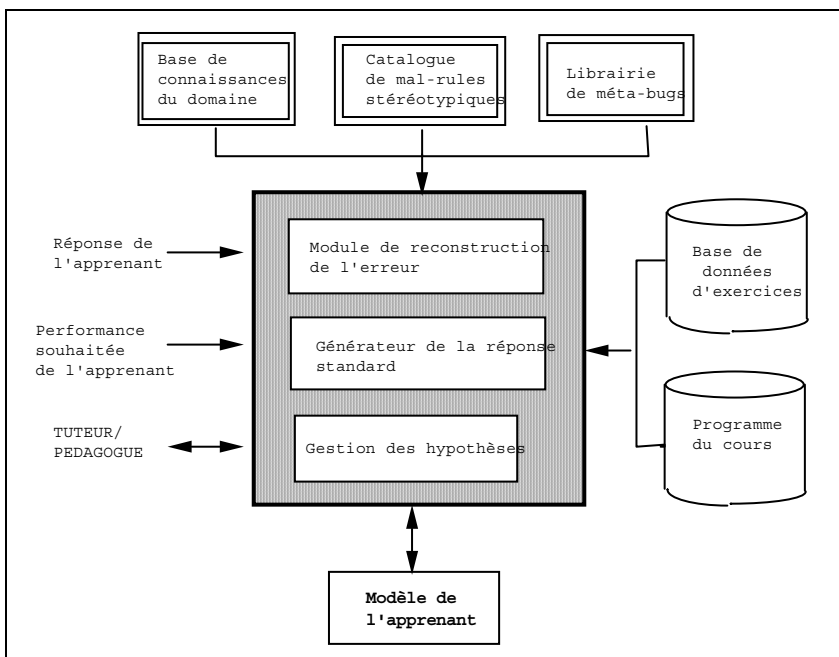 Base de
connaissances
du domaine
Catalogue
de mal-rules
stéréotypiques
Librairie
de méta-bugs
Réponse de
l'apprenant
Module de reconstruction
de l'erreur
Base de
données
d'exercices
Performance
souhaitée
de l'apprenant
Générateur de la réponse
standard
TUTEUR/
PEDAGOGUE
Gestion des hypothèses
Programme
du cours
Modèle de
l'apprenant